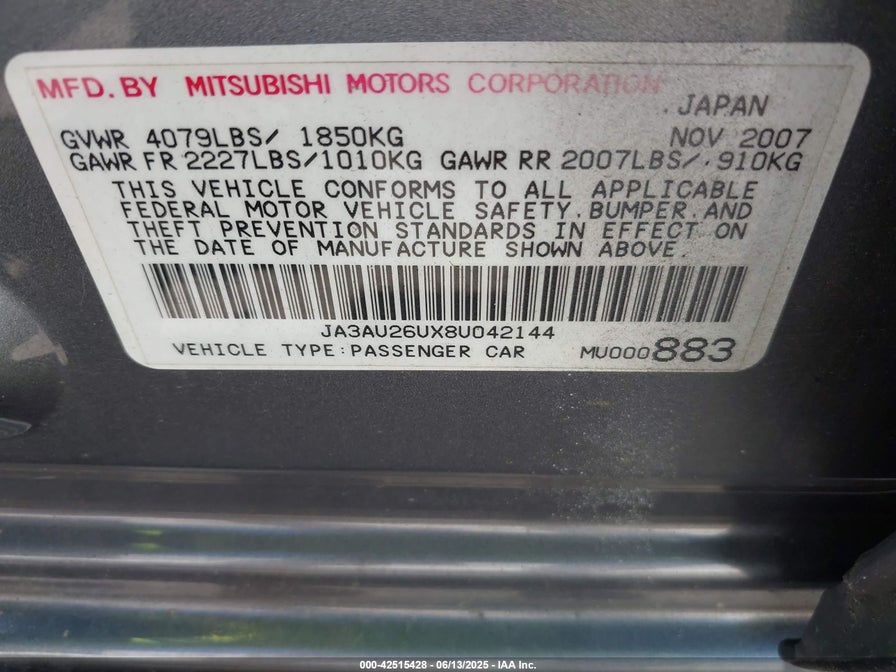 MFD. BY MITSUBISHI MOTORS CORPORATION
JAPAN
GVWR 4079LBS/ 1850KG NOV 2007
GAWR FR 2227LBS/1010KG GAWR RR 2007LBS/ 910KG
THIS VEHICLE CONFORMS TO ALL APPLICABLE
FEDERAL MOTOR VEHICLE SAFETY, BUMPER, AND
THEFT PREVENTION STANDARDS IN EFFECT ON
THE DATE OF MANUFACTURE SHOWN ABOVE.
JA3AU26UX8U042144
VEHICLE TYPE:PASSENGER CAR MU000883
000-42515428 - 06/13/2025 - IAA Inc.